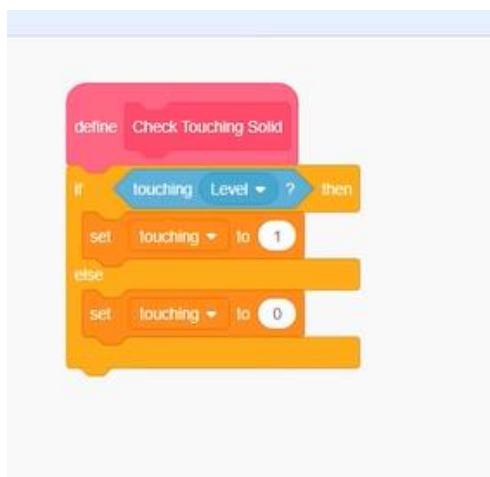 define Check Touching Solid
if touching Level ? then
set touching to 1
else
set touching to 0